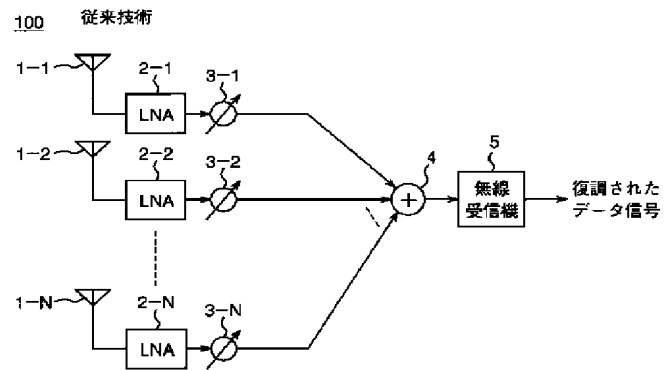 100 従来技術
1-1
2-1
LNA
3-1
1-2
2-2
LNA
3-2
4
+
5
無線
受信機
復調された
データ信号
1-N
2-N
LNA
3-N